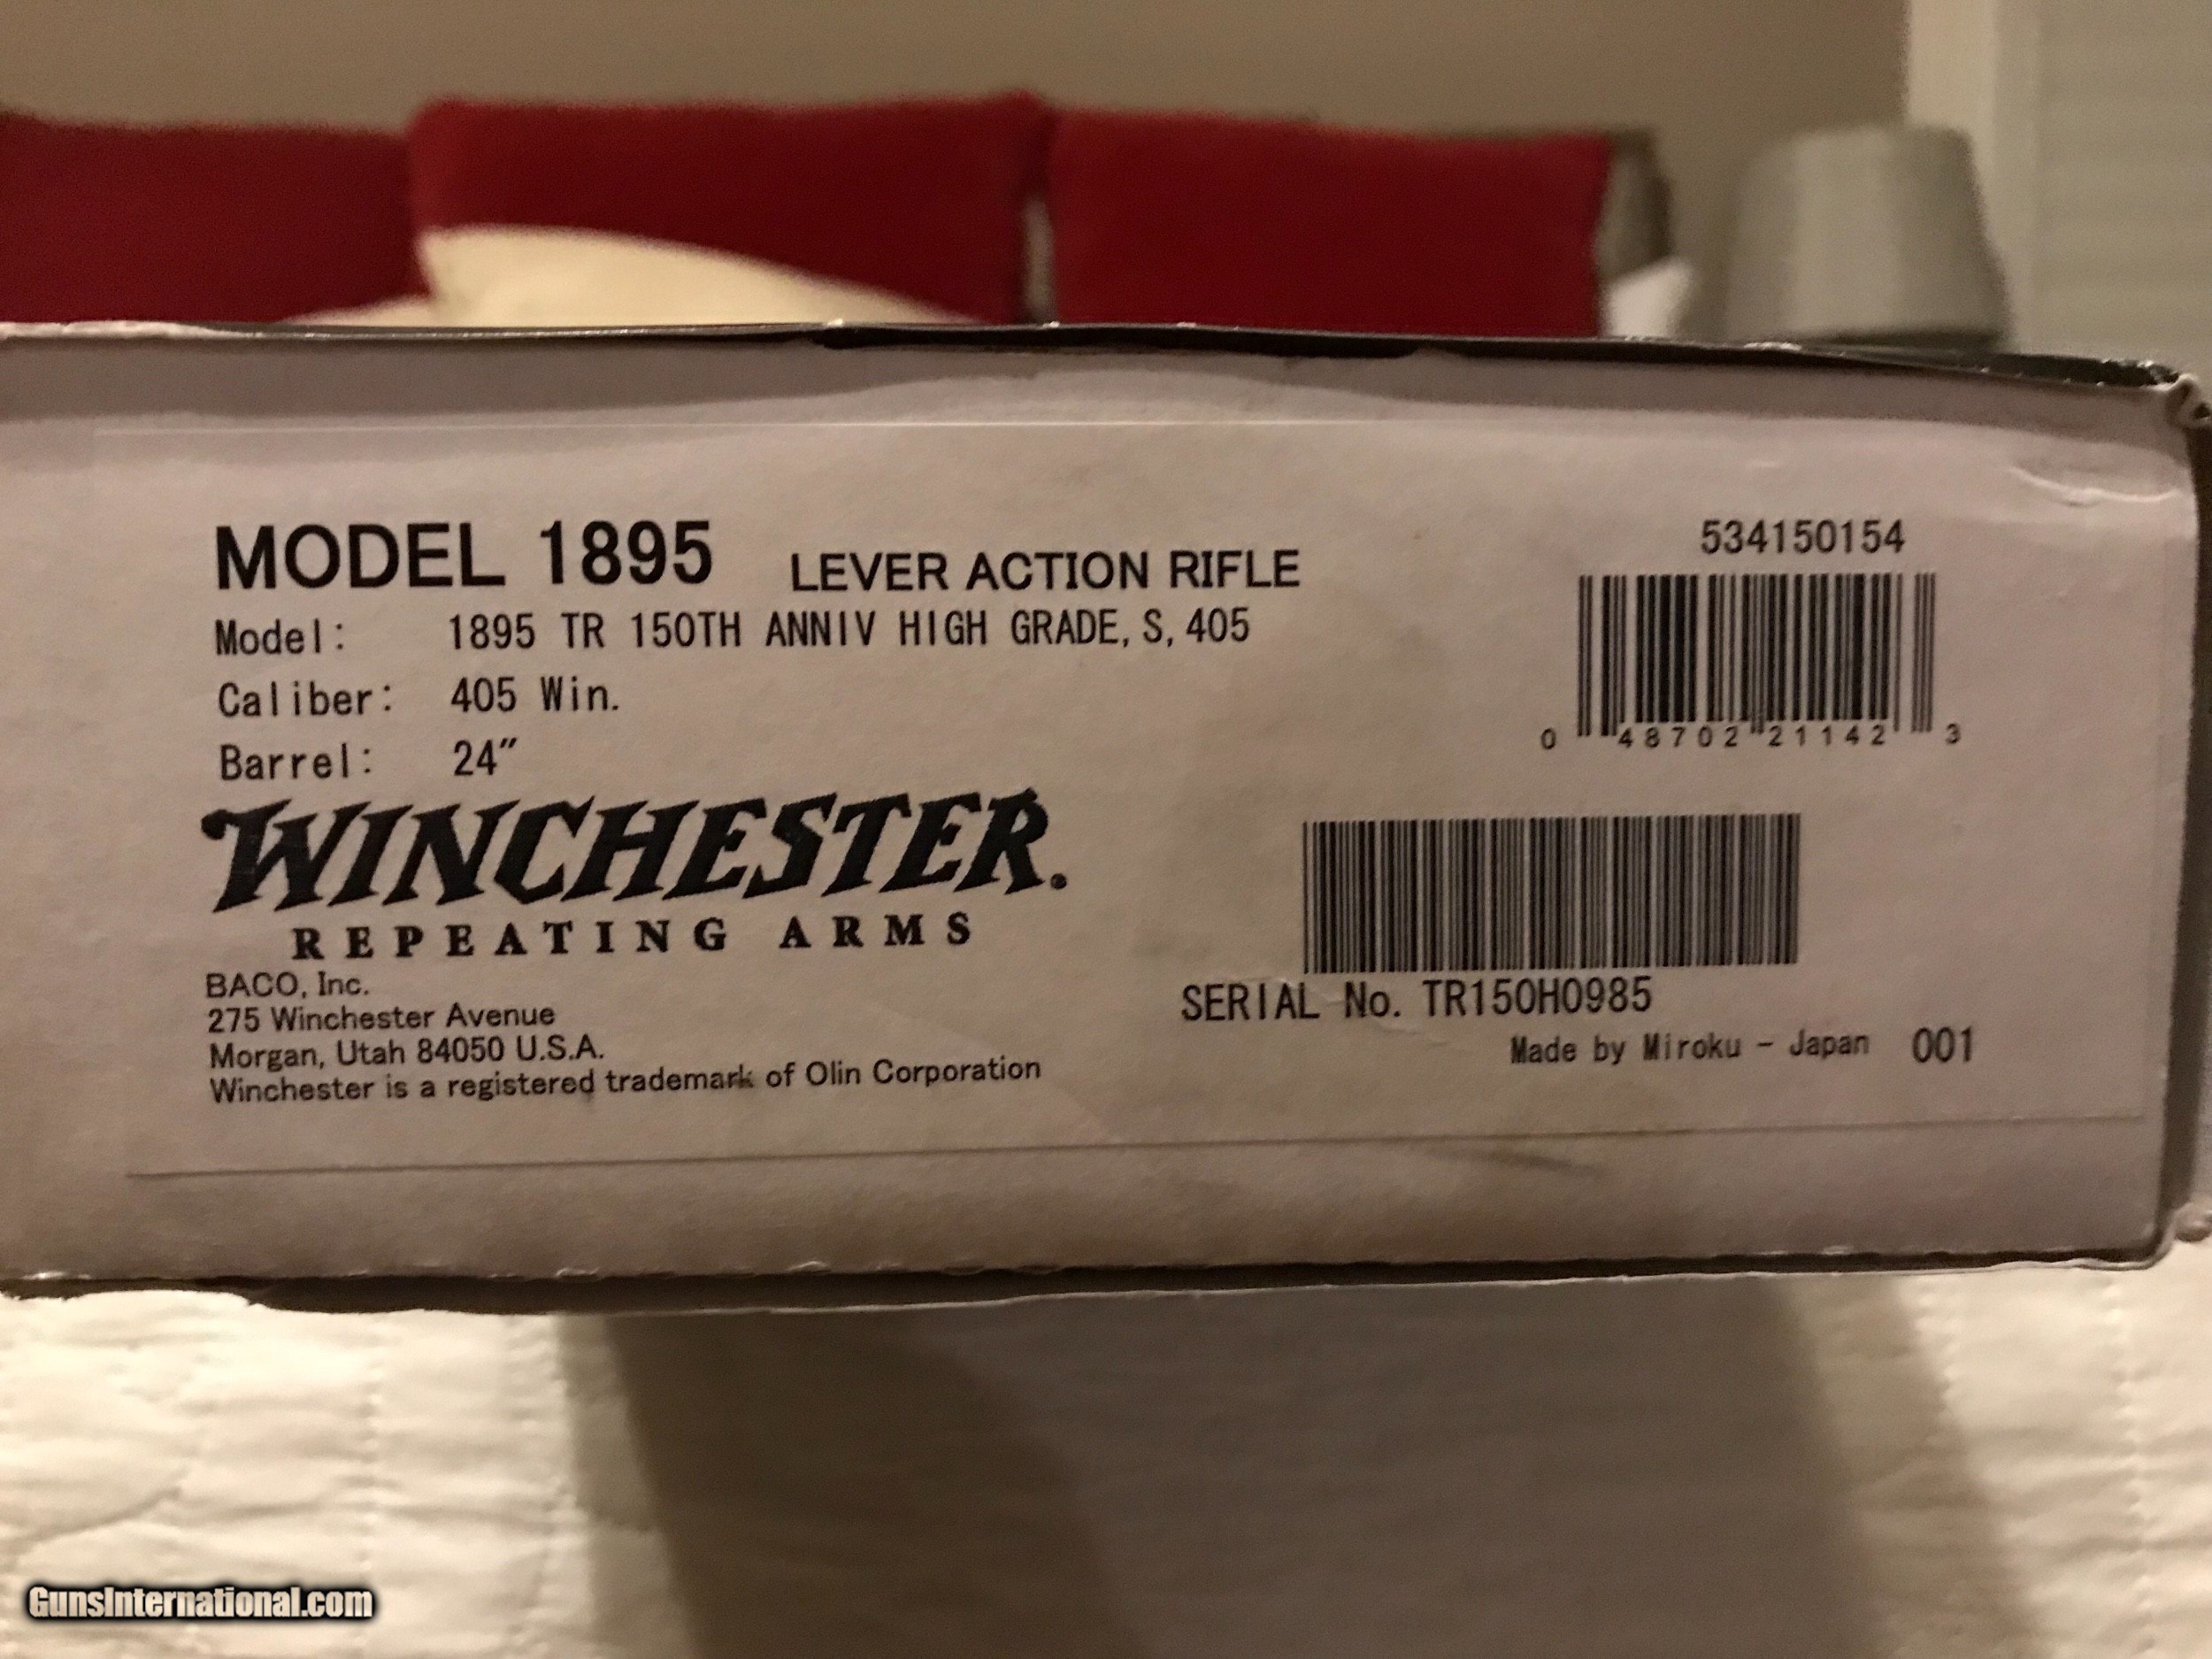 MODEL 1895 LEVER ACTION RIFLE
Model: 1895 TR 150TH ANNIV HIGH GRADE, S, 405
Caliber: 405 Win.
Barrel: 24"
WINCHESTER.
REPEATING ARMS
BACO, Inc.
275 Winchester Avenue
Morgan, Utah 84050 U.S.A.
Winchester is a registered trademark of Olin Corporation
534150154
0 48702 21142 3
SERIAL No. TR150H0985
Made by Miroku - Japan 001
GunsInternational.com